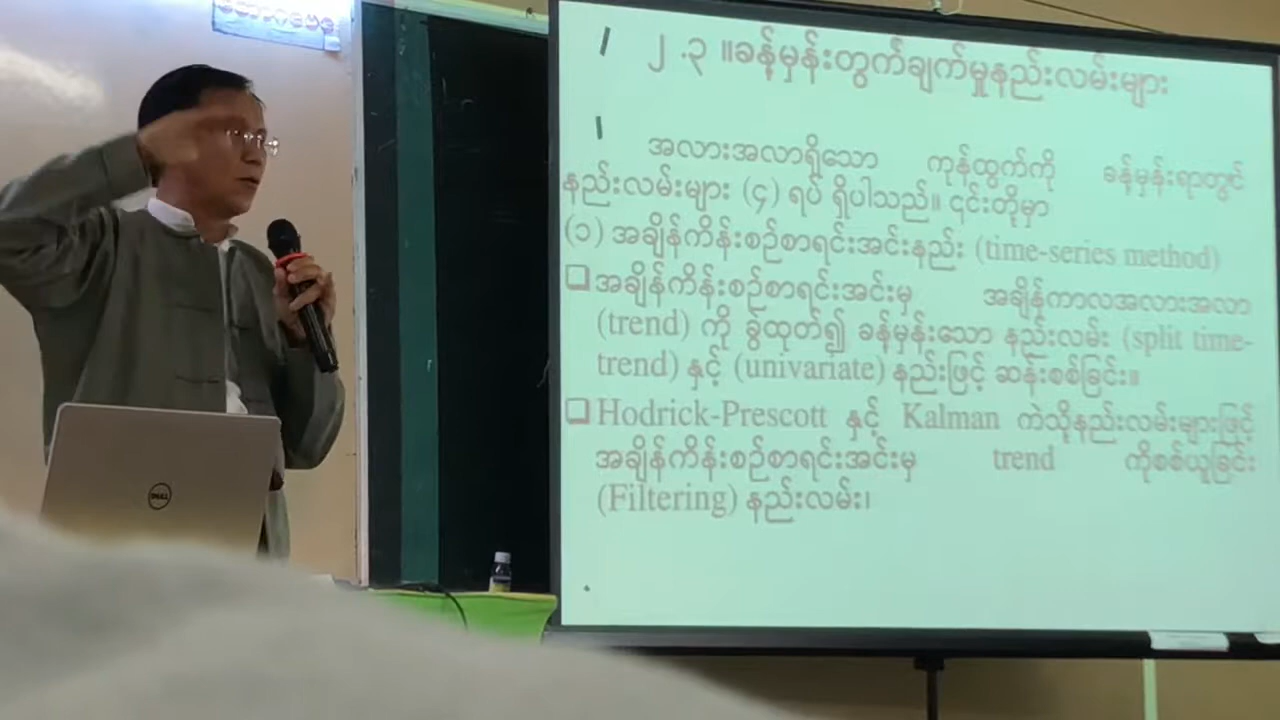 ၂ .၃ ။ခန့်မှန်းတွက်ချက်မှုနည်းလမ်းများ
အလားအလာရှိသော ကုန်ထွက်ကို ခန့်မှန်းရာတွင်
နည်းလမ်းများ (၄) ရပ် ရှိပါသည်။ ၎င်းတို့မှာ
(၁) အချိန်ကိန်းစဉ်စာရင်းအင်းနည်း (time-series method)
အချိန်ကိန်းစဉ်စာရင်းအင်းမှ အချိန်ကာလအလားအလာ
(trend) ကို ခွဲထုတ်၍ ခန့်မှန်းသော နည်းလမ်း (split time-
trend) နှင့် (univariate) နည်းဖြင့် ဆန်းစစ်ခြင်း။
Hodrick-Prescott နှင့် Kalman ကဲသို့နည်းလမ်းများဖြင့်
အချိန်ကိန်းစဉ်စာရင်းအင်းမှ trend ကိုစစ်ယူခြင်း
(Filtering) နည်းလမ်း၊
DELL